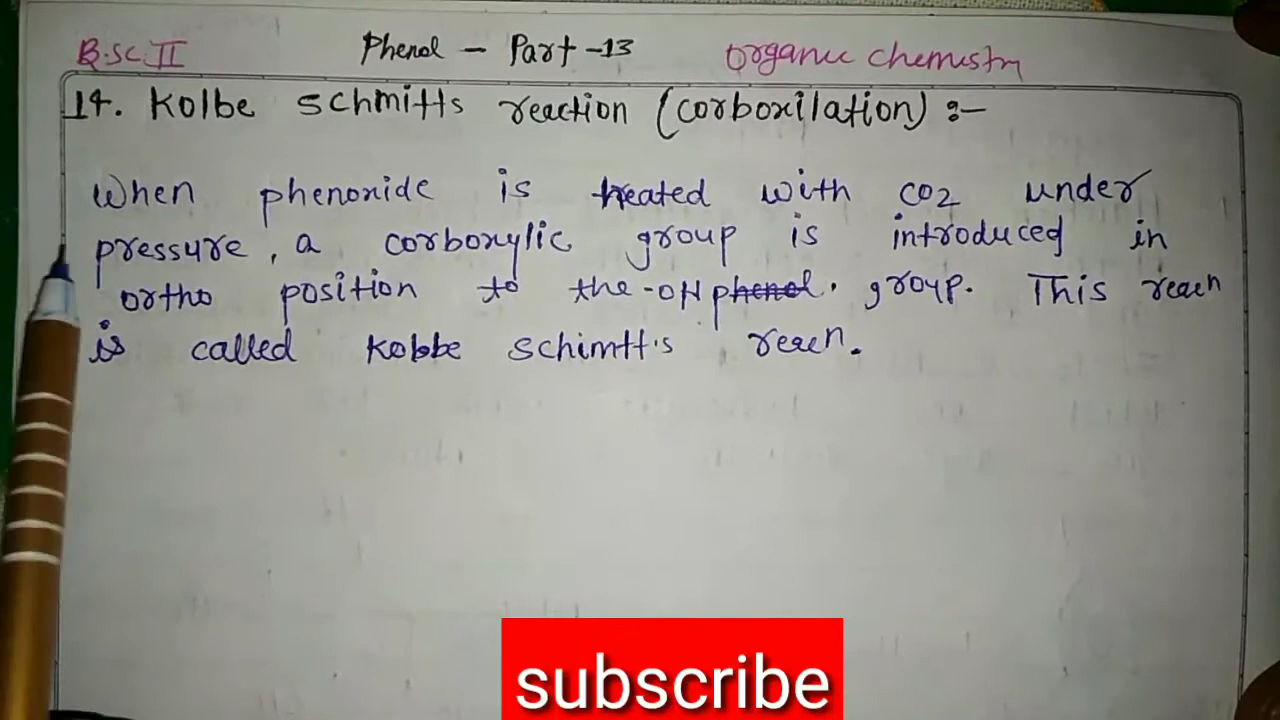 B.SC.II Phenol - Part-13 Organic Chemistry
14. Kolbe Schmitts reaction (corboxilation) :-
When phenoxide is treated with CO2 under
pressure, a corboxylic group is introduced in
ortho position to the -OH phenol. group. This reacn
is called Kolbe Schimtt's reacn.
subscribe